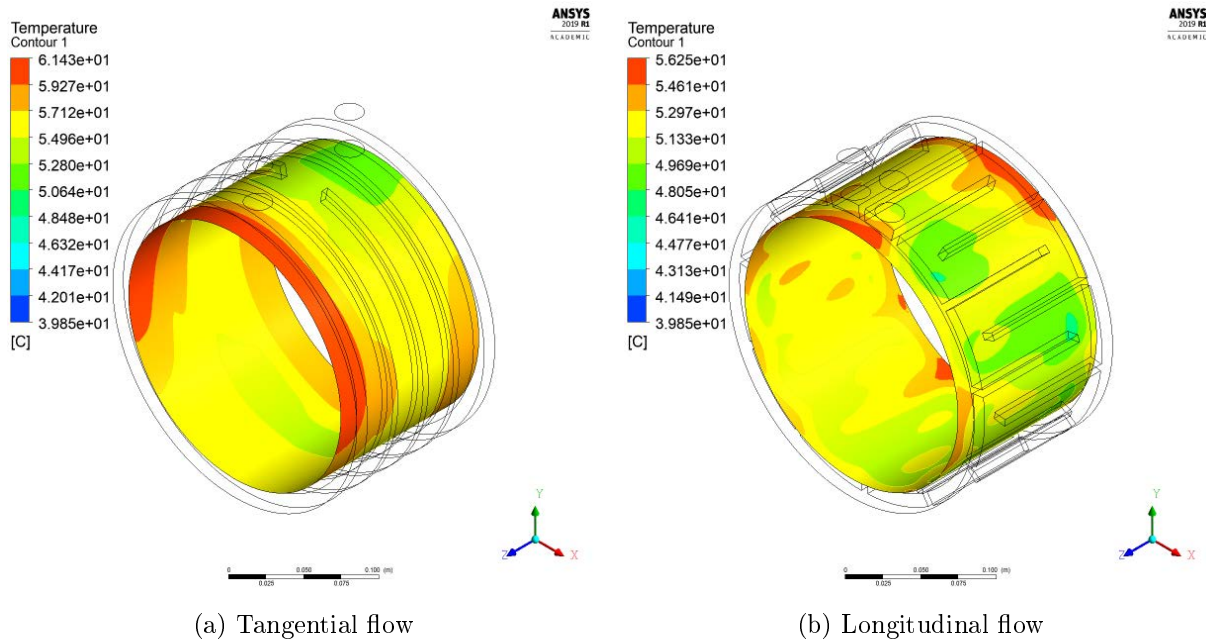 ANSYS
2019 R1
ACADEMIC
Temperature
Contour 1
6.143e+01
5.927e+01
5.712e+01
5.496e+01
5.280e+01
5.064e+01
4.848e+01
4.632e+01
4.417e+01
4.201e+01
3.985e+01
[C]
Y
Z
X
0
0.050
0.100
(m)
0.025
0.075
(a) Tangential flow
ANSYS
2019 R1
ACADEMIC
Temperature
Contour 1
5.625e+01
5.461e+01
5.297e+01
5.133e+01
4.969e+01
4.805e+01
4.641e+01
4.477e+01
4.313e+01
4.149e+01
3.985e+01
[C]
Y
Z
X
0
0.050
0.100
(m)
0.025
0.075
(b) Longitudinal flow